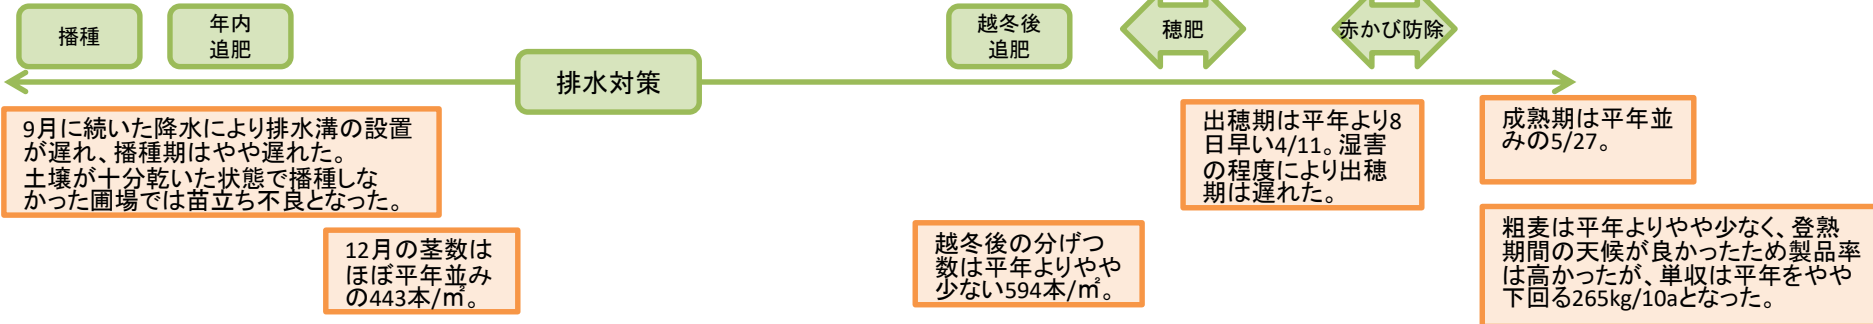 播種
年内
追肥
排水対策
越冬後
追肥
穂肥
赤かび防除
9月に続いた降水により排水溝の設置
が遅れ、播種期はやや遅れた。
土壌が十分乾いた状態で播種しな
かった圃場では苗立ち不良となった。
12月の茎数は
ほぼ平年並み
の443本/㎡。
越冬後の分げつ
数は平年よりやや
少ない594本/㎡。
出穂期は平年より8
日早い4/11。湿害
の程度により出穂
期は遅れた。
成熟期は平年並
みの5/27。
粗麦は平年よりやや少なく、登熟
期間の天候が良かったため製品率
は高かったが、単収は平年をやや
下回る265kg/10aとなった。